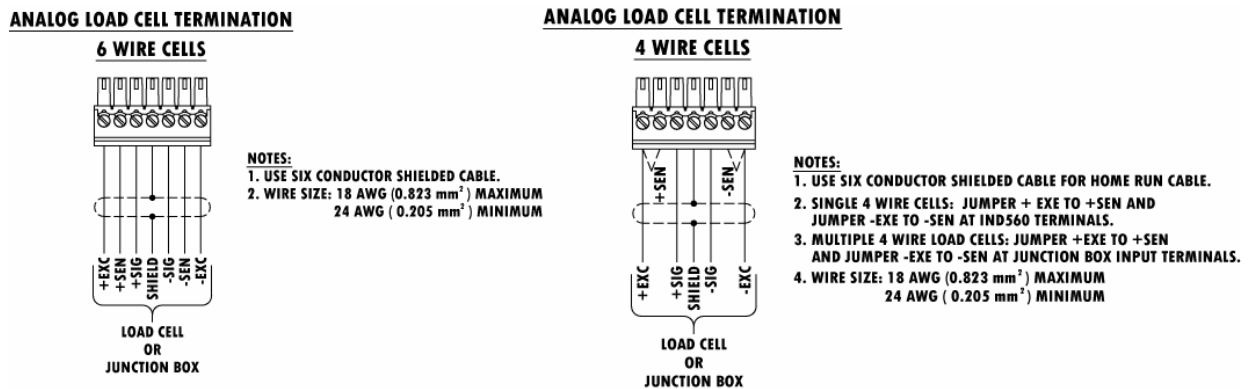 ANALOG LOAD CELL TERMINATION
6 WIRE CELLS
+EXC
+SEN
+SIG
SHIELD
-SIG
-SEN
-EXC
LOAD CELL
OR
JUNCTION BOX
NOTES:
1. USE SIX CONDUCTOR SHIELDED CABLE.
2. WIRE SIZE: 18 AWG (0.823 mm²) MAXIMUM
24 AWG ( 0.205 mm²) MINIMUM
ANALOG LOAD CELL TERMINATION
4 WIRE CELLS
+SEN
-SEN
+EXC
+SIG
SHIELD
-SIG
-EXC
LOAD CELL
OR
JUNCTION BOX
NOTES:
1. USE SIX CONDUCTOR SHIELDED CABLE FOR HOME RUN CABLE.
2. SINGLE 4 WIRE CELLS: JUMPER + EXE TO +SEN AND
JUMPER -EXE TO -SEN AT IND560 TERMINALS.
3. MULTIPLE 4 WIRE LOAD CELLS: JUMPER +EXE TO +SEN
AND JUMPER -EXE TO -SEN AT JUNCTION BOX INPUT TERMINALS.
4. WIRE SIZE: 18 AWG (0.823 mm²) MAXIMUM
24 AWG ( 0.205 mm²) MINIMUM